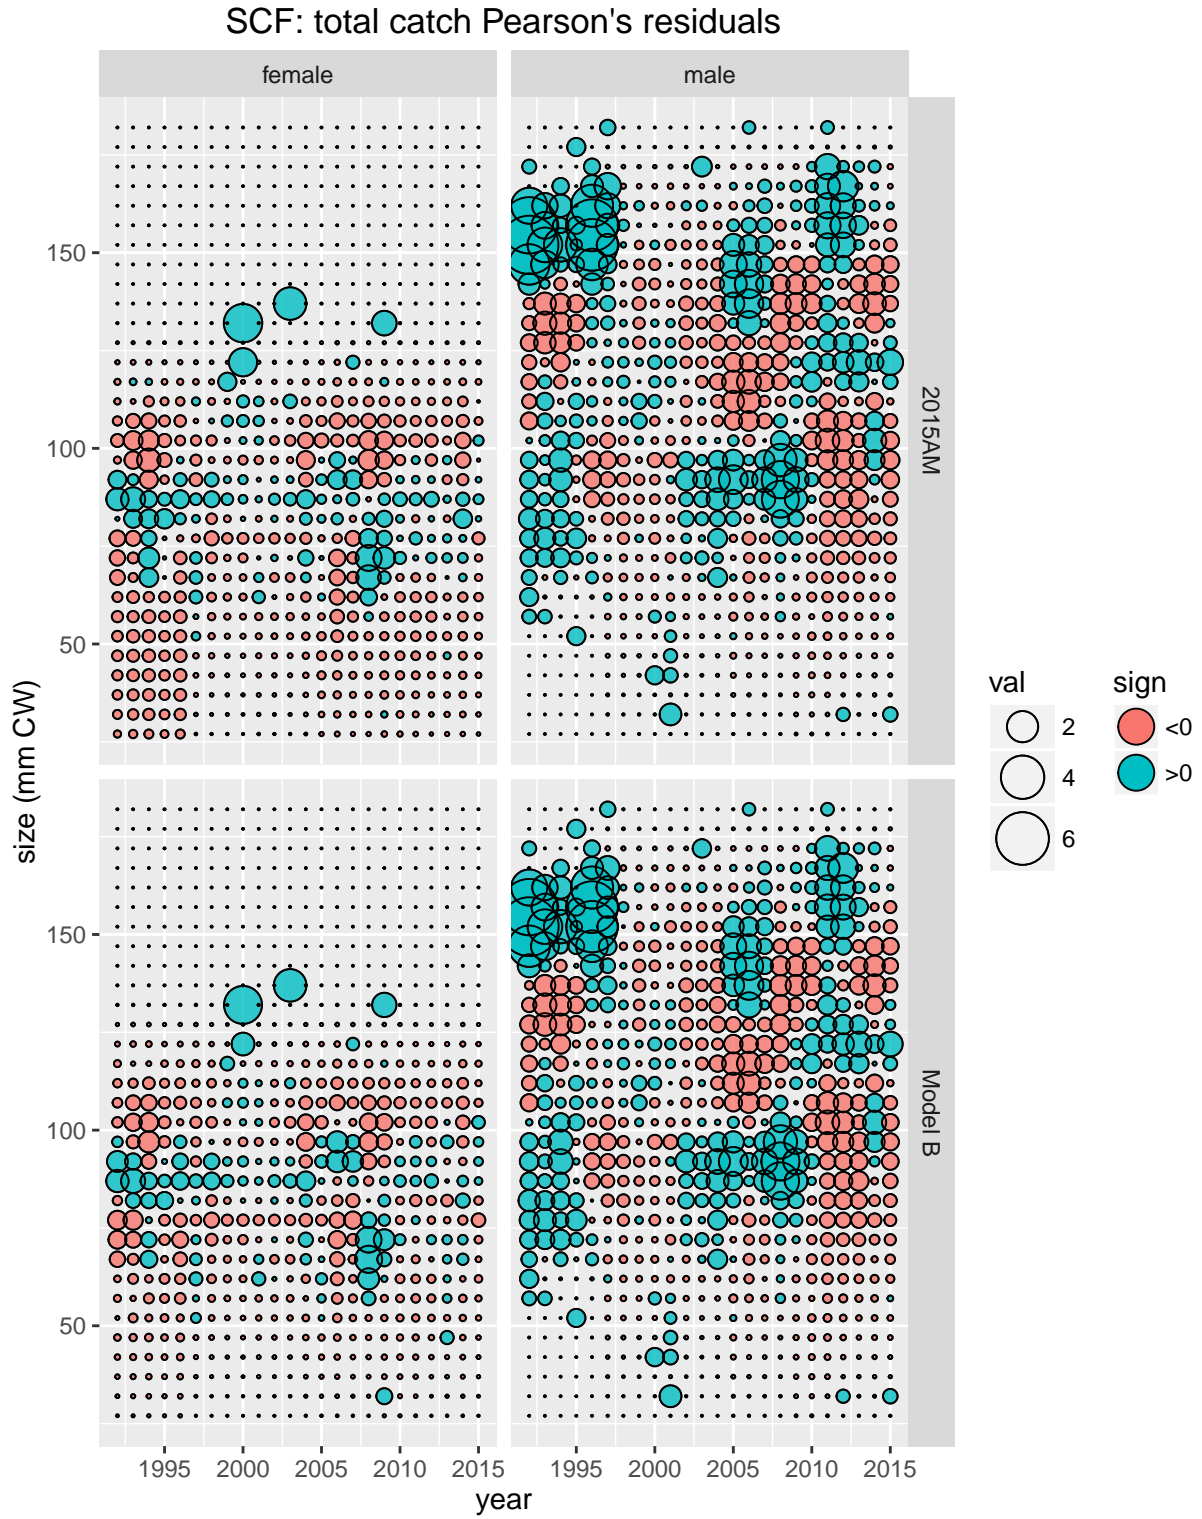 SCF: total catch Pearson's residuals
female
male
150
100
50
2015AM
150
100
50
Model B
size (mm CW)
1995 2000 2005 2010 2015
1995 2000 2005 2010 2015
year
val
2
4
6
sign
<0
>0